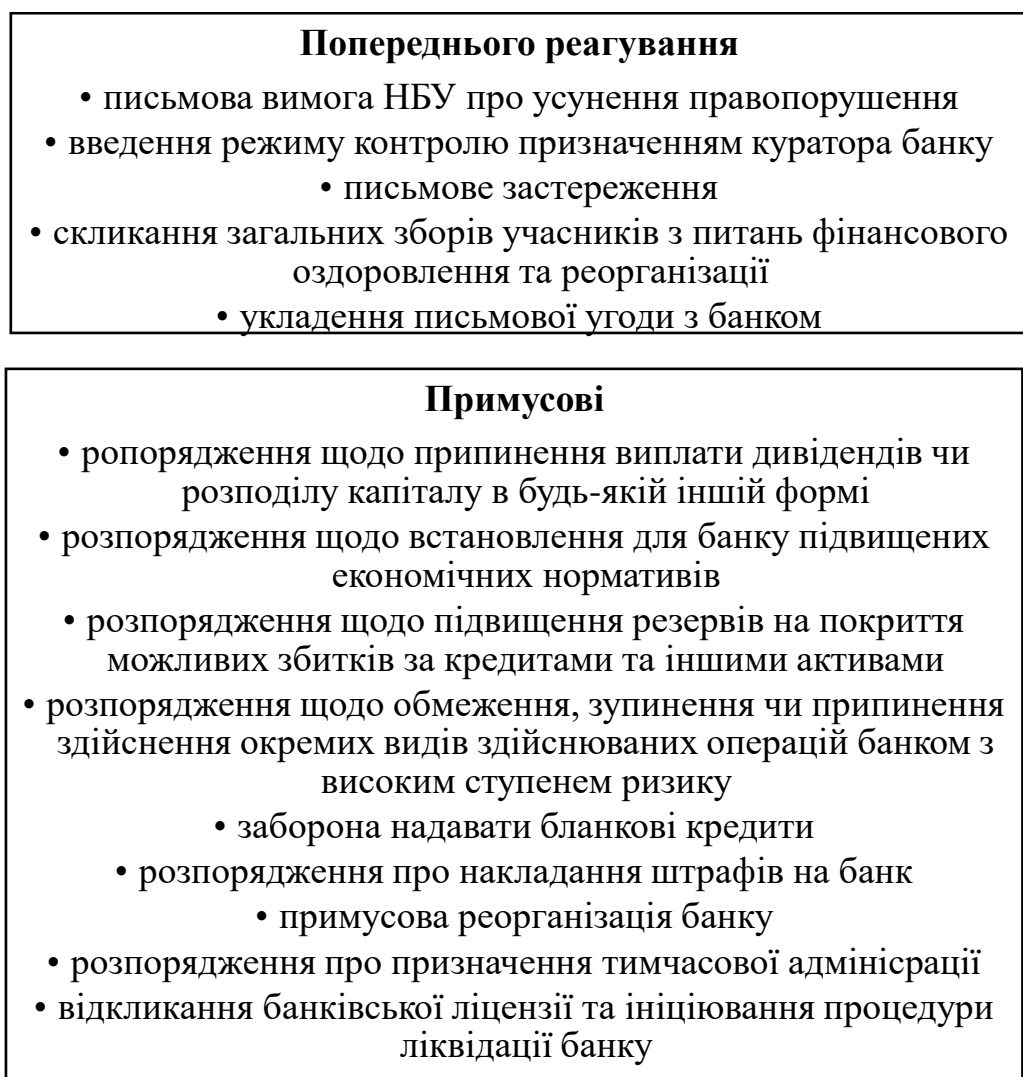 Попереднього реагування
• письмова вимога НБУ про усунення правопорушення
• введення режиму контролю призначенням куратора банку
• письмове застереження
• скликання загальних зборів учасників з питань фінансового
оздоровлення та реорганізації
• укладення письмової угоди з банком
Примусові
• ропорядження щодо припинення виплати дивідендів чи
розподілу капіталу в будь-якій іншій формі
• розпорядження щодо встановлення для банку підвищених
економічних нормативів
• розпорядження щодо підвищення резервів на покриття
можливих збитків за кредитами та іншими активами
• розпорядження щодо обмеження, зупинення чи припинення
здійснення окремих видів здійснюваних операцій банком з
високим ступенем ризику
• заборона надавати бланкові кредити
• розпорядження про накладання штрафів на банк
• примусова реорганізація банку
• розпорядження про призначення тимчасової адмінісрації
• відкликання банківської ліцензії та ініціювання процедури
ліквідації банку